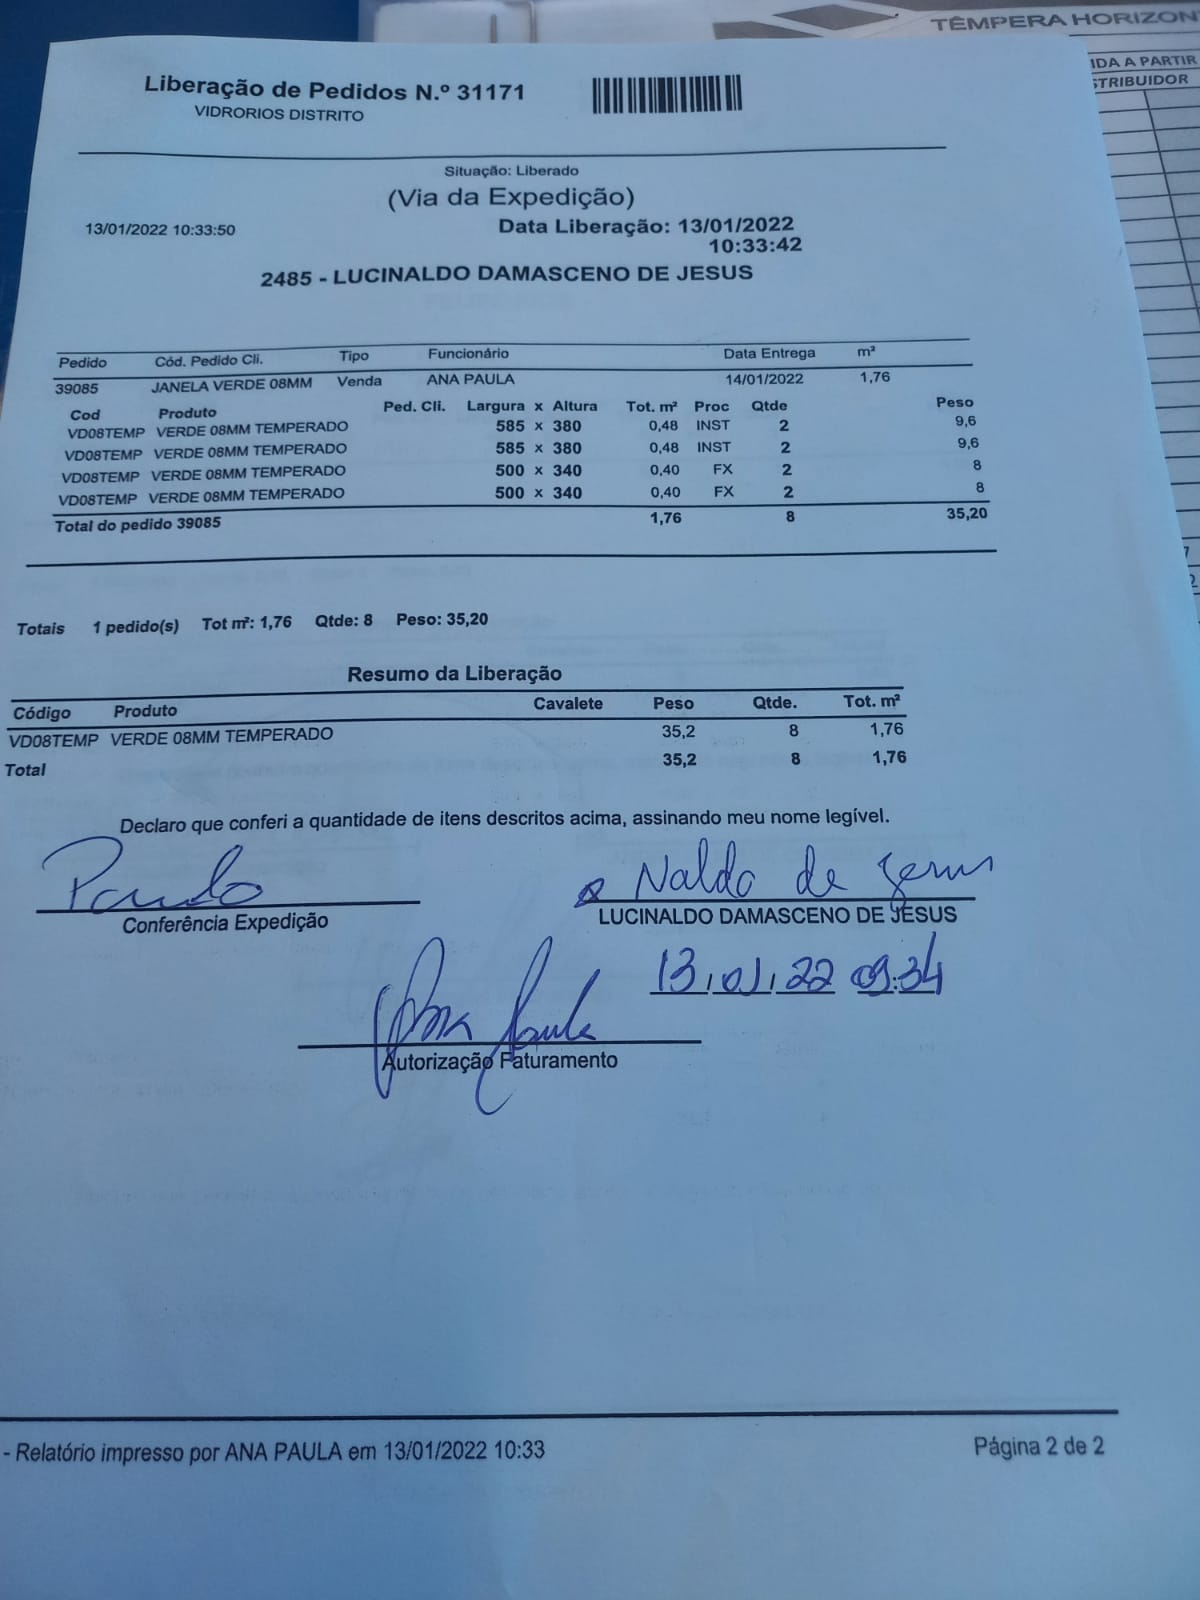 TÊMPERA HORIZON
IDA A PARTIR
STRIBUIDOR
Liberação de Pedidos N.º 31171
VIDRORIOS DISTRITO
Situação: Liberado
(Via da Expedição)
13/01/2022 10:33:50 Data Liberação: 13/01/2022
10:33:42
2485 - LUCINALDO DAMASCENO DE JESUS
Pedido Cód. Pedido Cli. Tipo Funcionário Data Entrega m²
39085 JANELA VERDE 08MM Venda ANA PAULA 14/01/2022 1,76
Cod Produto Ped. Cli. Largura x Altura Tot. m² Proc Qtde Peso
VD08TEMP VERDE 08MM TEMPERADO 585 x 380 0,48 INST 2 9,6
VD08TEMP VERDE 08MM TEMPERADO 585 x 380 0,48 INST 2 9,6
VD08TEMP VERDE 08MM TEMPERADO 500 x 340 0,40 FX 2 8
VD08TEMP VERDE 08MM TEMPERADO 500 x 340 0,40 FX 2 8
Total do pedido 39085 1,76 8 35,20
Totais 1 pedido(s) Tot m²: 1,76 Qtde: 8 Peso: 35,20
Resumo da Liberação
Código Produto Cavalete Peso Qtde. Tot. m²
VD08TEMP VERDE 08MM TEMPERADO 35,2 8 1,76
Total 35,2 8 1,76
Declaro que conferi a quantidade de itens descritos acima, assinando meu nome legível.
Paulo Naldo de Jesus
Conferência Expedição LUCINALDO DAMASCENO DE JESUS
13/01/22 09:34
Ana Paula
Autorização Faturamento
- Relatório impresso por ANA PAULA em 13/01/2022 10:33 Página 2 de 2